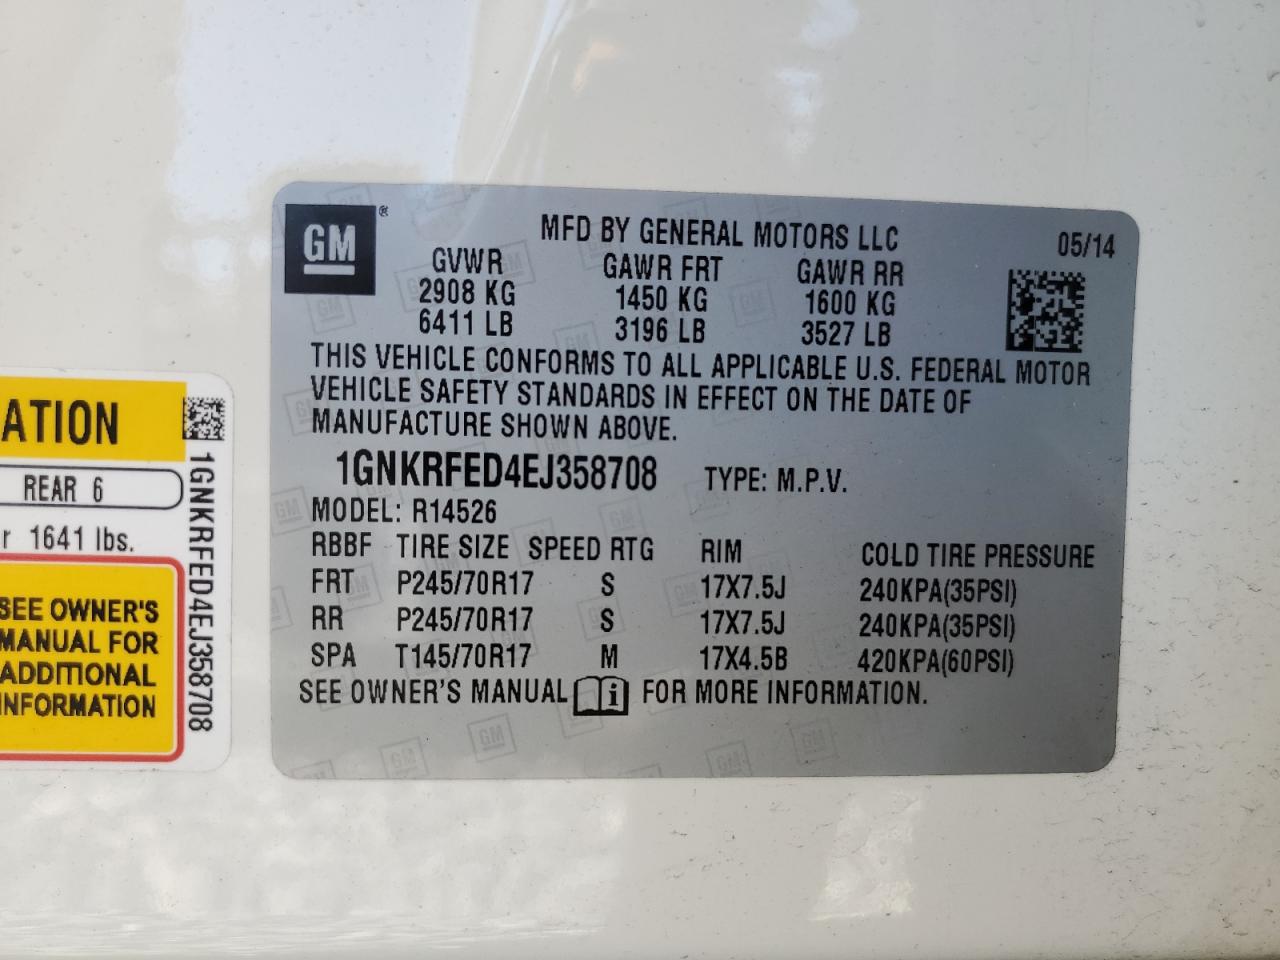 GM®
MFD BY GENERAL MOTORS LLC 05/14
GVWR GAWR FRT GAWR RR
2908 KG 1450 KG 1600 KG
6411 LB 3196 LB 3527 LB
THIS VEHICLE CONFORMS TO ALL APPLICABLE U.S. FEDERAL MOTOR
VEHICLE SAFETY STANDARDS IN EFFECT ON THE DATE OF
MANUFACTURE SHOWN ABOVE.
1GNKRFED4EJ358708 TYPE: M.P.V.
MODEL: R14526
RBBF TIRE SIZE SPEED RTG RIM COLD TIRE PRESSURE
FRT P245/70R17 S 17X7.5J 240KPA(35PSI)
RR P245/70R17 S 17X7.5J 240KPA(35PSI)
SPA T145/70R17 M 17X4.5B 420KPA(60PSI)
SEE OWNER'S MANUAL i FOR MORE INFORMATION.
ATION
REAR 6
r 1641 lbs.
SEE OWNER'S
MANUAL FOR
ADDITIONAL
INFORMATION
1GNKRFED4EJ358708